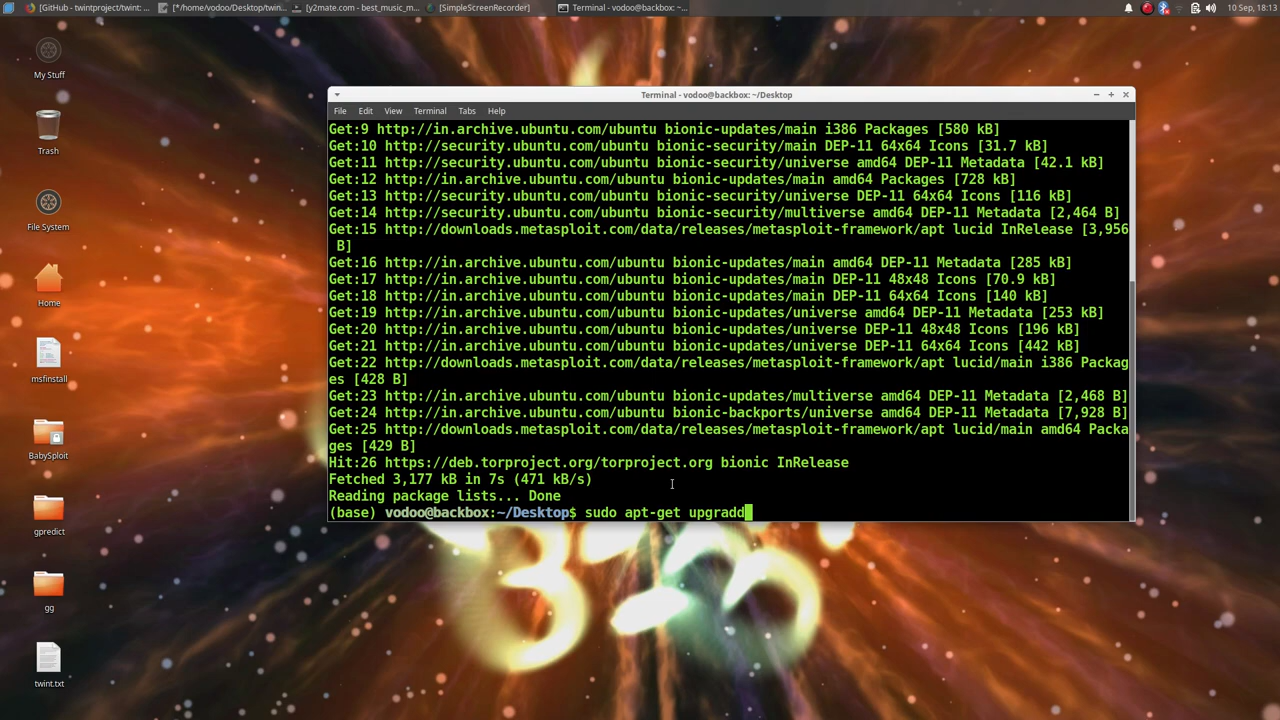 [GitHub - twintproject/twint: ...
[*/home/vodoo/Desktop/twin...
[y2mate.com - best_music_m...
[SimpleScreenRecorder]
Terminal - vodoo@backbox: ~...
10 Sep, 18:13
My Stuff
Trash
File System
Home
msfinstall
BabySploit
gpredict
gg
twint.txt
Terminal - vodoo@backbox: ~/Desktop
File Edit View Terminal Tabs Help
Get:9 http://in.archive.ubuntu.com/ubuntu bionic-updates/main i386 Packages [580 kB]
Get:10 http://security.ubuntu.com/ubuntu bionic-security/main DEP-11 64x64 Icons [31.7 kB]
Get:11 http://security.ubuntu.com/ubuntu bionic-security/universe amd64 DEP-11 Metadata [42.1 kB]
Get:12 http://in.archive.ubuntu.com/ubuntu bionic-updates/main amd64 Packages [728 kB]
Get:13 http://security.ubuntu.com/ubuntu bionic-security/universe DEP-11 64x64 Icons [116 kB]
Get:14 http://security.ubuntu.com/ubuntu bionic-security/multiverse amd64 DEP-11 Metadata [2,464 B]
Get:15 http://downloads.metasploit.com/data/releases/metasploit-framework/apt lucid InRelease [3,956
B]
Get:16 http://in.archive.ubuntu.com/ubuntu bionic-updates/main amd64 DEP-11 Metadata [285 kB]
Get:17 http://in.archive.ubuntu.com/ubuntu bionic-updates/main DEP-11 48x48 Icons [70.9 kB]
Get:18 http://in.archive.ubuntu.com/ubuntu bionic-updates/main DEP-11 64x64 Icons [140 kB]
Get:19 http://in.archive.ubuntu.com/ubuntu bionic-updates/universe amd64 DEP-11 Metadata [253 kB]
Get:20 http://in.archive.ubuntu.com/ubuntu bionic-updates/universe DEP-11 48x48 Icons [196 kB]
Get:21 http://in.archive.ubuntu.com/ubuntu bionic-updates/universe DEP-11 64x64 Icons [442 kB]
Get:22 http://downloads.metasploit.com/data/releases/metasploit-framework/apt lucid/main i386 Packag
es [428 B]
Get:23 http://in.archive.ubuntu.com/ubuntu bionic-updates/multiverse amd64 DEP-11 Metadata [2,468 B]
Get:24 http://in.archive.ubuntu.com/ubuntu bionic-backports/universe amd64 DEP-11 Metadata [7,928 B]
Get:25 http://downloads.metasploit.com/data/releases/metasploit-framework/apt lucid/main amd64 Packa
ges [429 B]
Hit:26 https://deb.torproject.org/torproject.org bionic InRelease
Fetched 3,177 kB in 7s (471 kB/s)
Reading package lists... Done
(base) vodoo@backbox:~/Desktop$ sudo apt-get upgradd